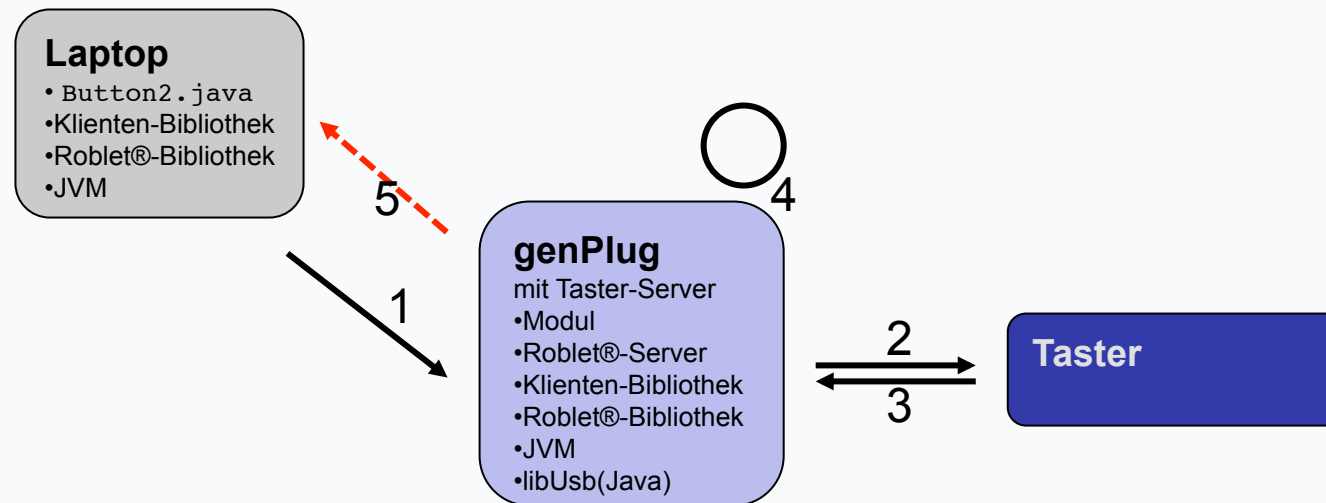 Laptop
• Button2.java
•Klienten-Bibliothek
•Roblet®-Bibliothek
•JVM
5
4
1
genPlug
mit Taster-Server
•Modul
•Roblet®-Server
•Klienten-Bibliothek
•Roblet®-Bibliothek
•JVM
•libUsb(Java)
2
3
Taster